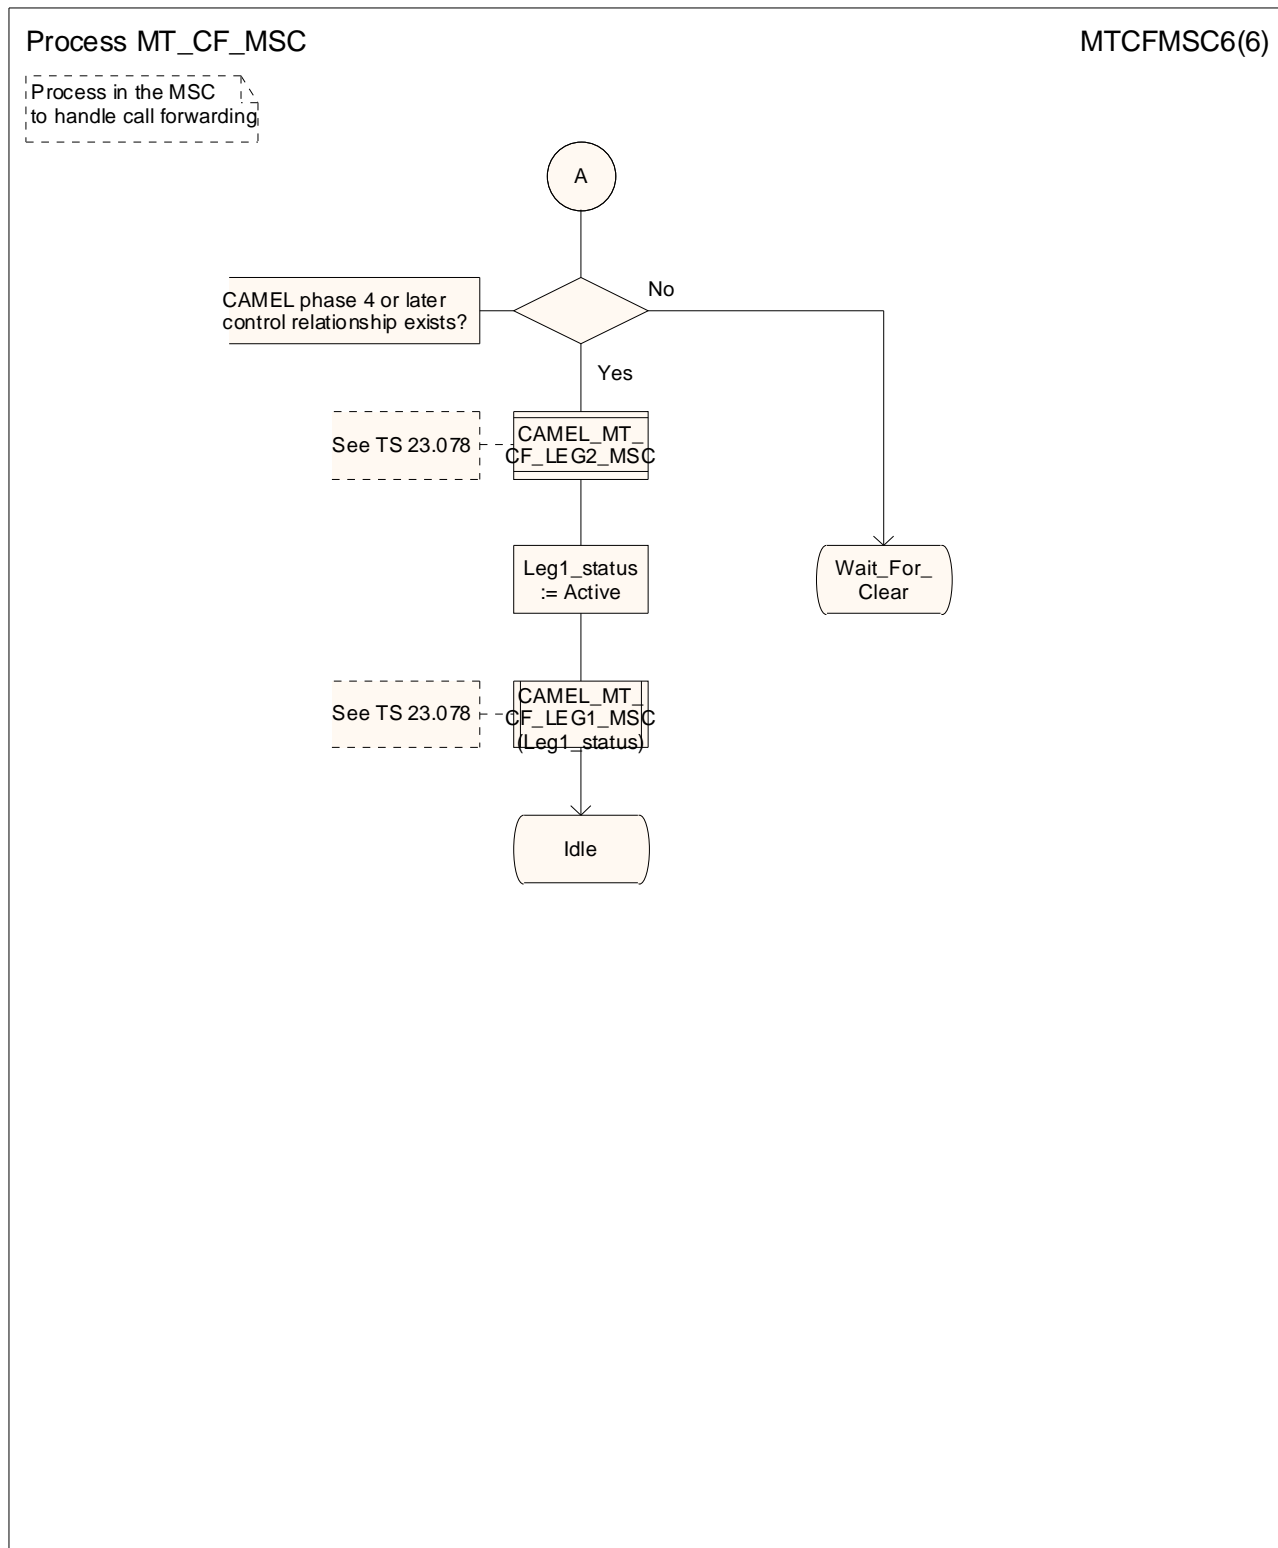 Process MT_CF_MSC
MTCFMSC6(6)
Process in the MSC
to handle call forwarding
A
CAMEL phase 4 or later
control relationship exists?
No
Yes
See TS 23.078
CAMEL_MT_
CF_LEG2_MSC
Leg1_status
:= Active
Wait_For_
Clear
See TS 23.078
CAMEL_MT_
CF_LEG1_MSC
(Leg1_status)
Idle